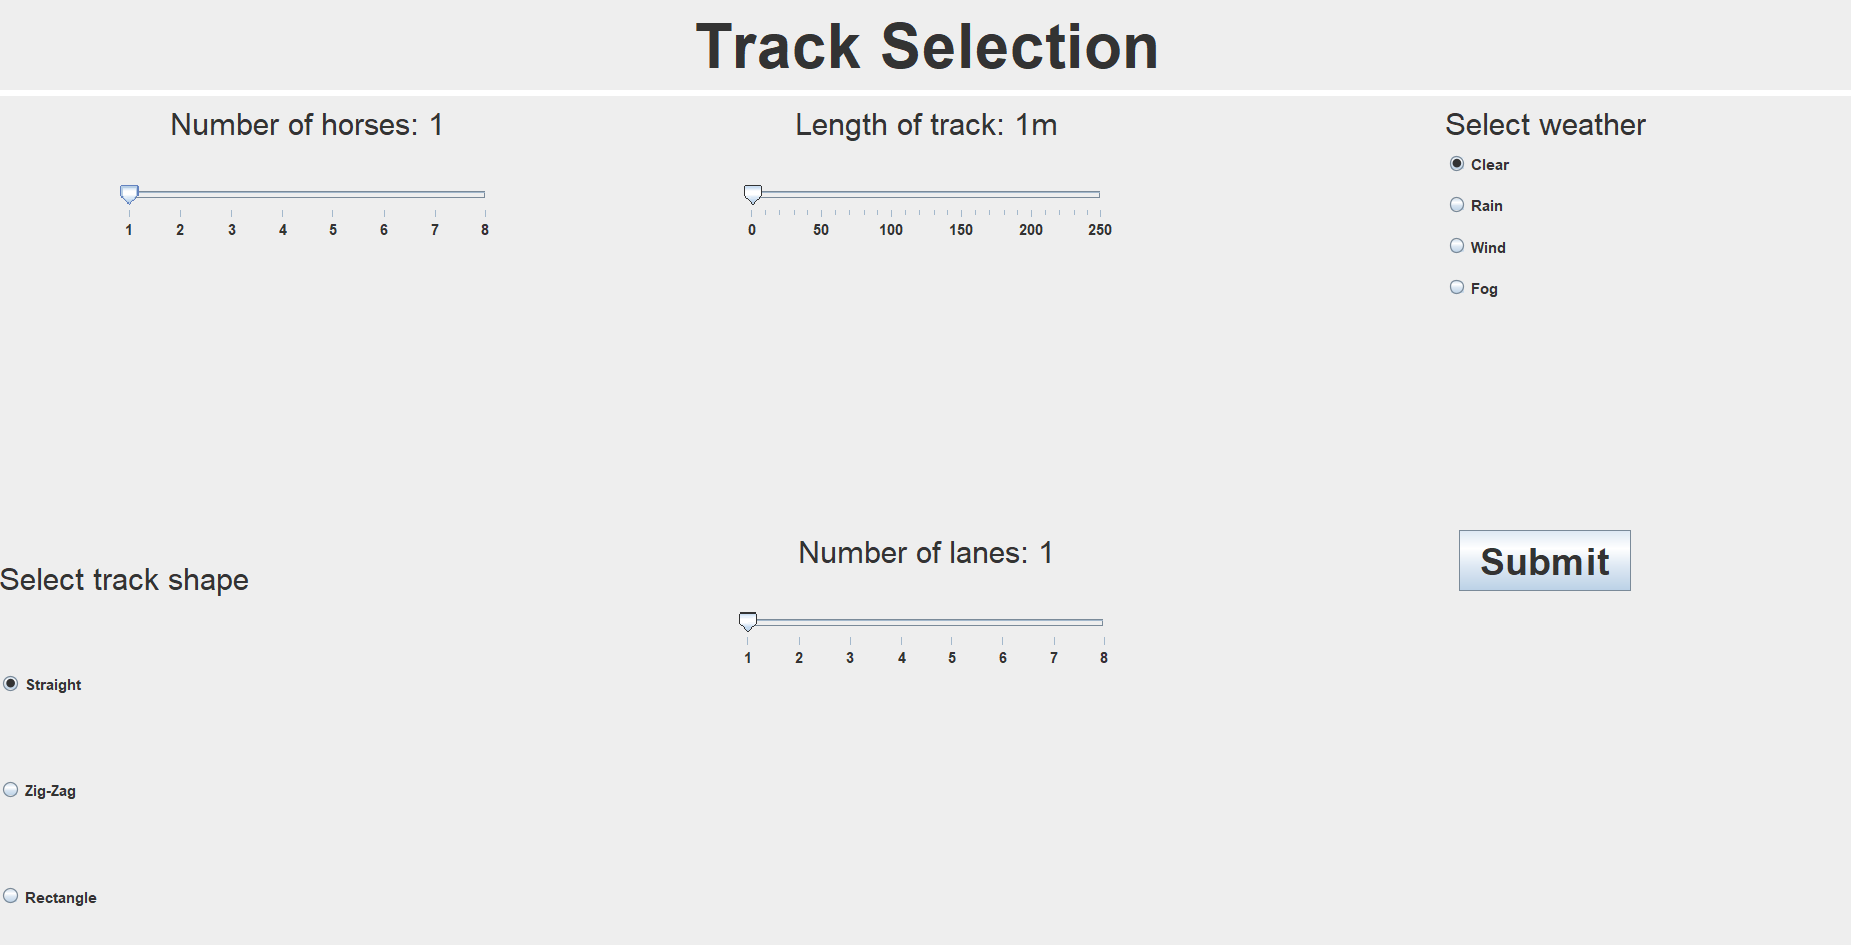 Track Selection
Number of horses: 1
1 2 3 4 5 6 7 8
Length of track: 1m
0 50 100 150 200 250
Select weather
Clear
Rain
Wind
Fog
Select track shape
Straight
Zig-Zag
Rectangle
Number of lanes: 1
1 2 3 4 5 6 7 8
Submit